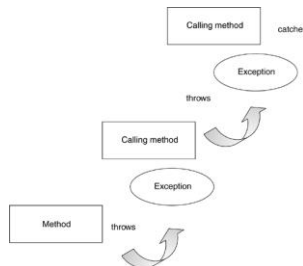 Calling method
catche
Exception
throws
Calling method
Exception
Method
throws